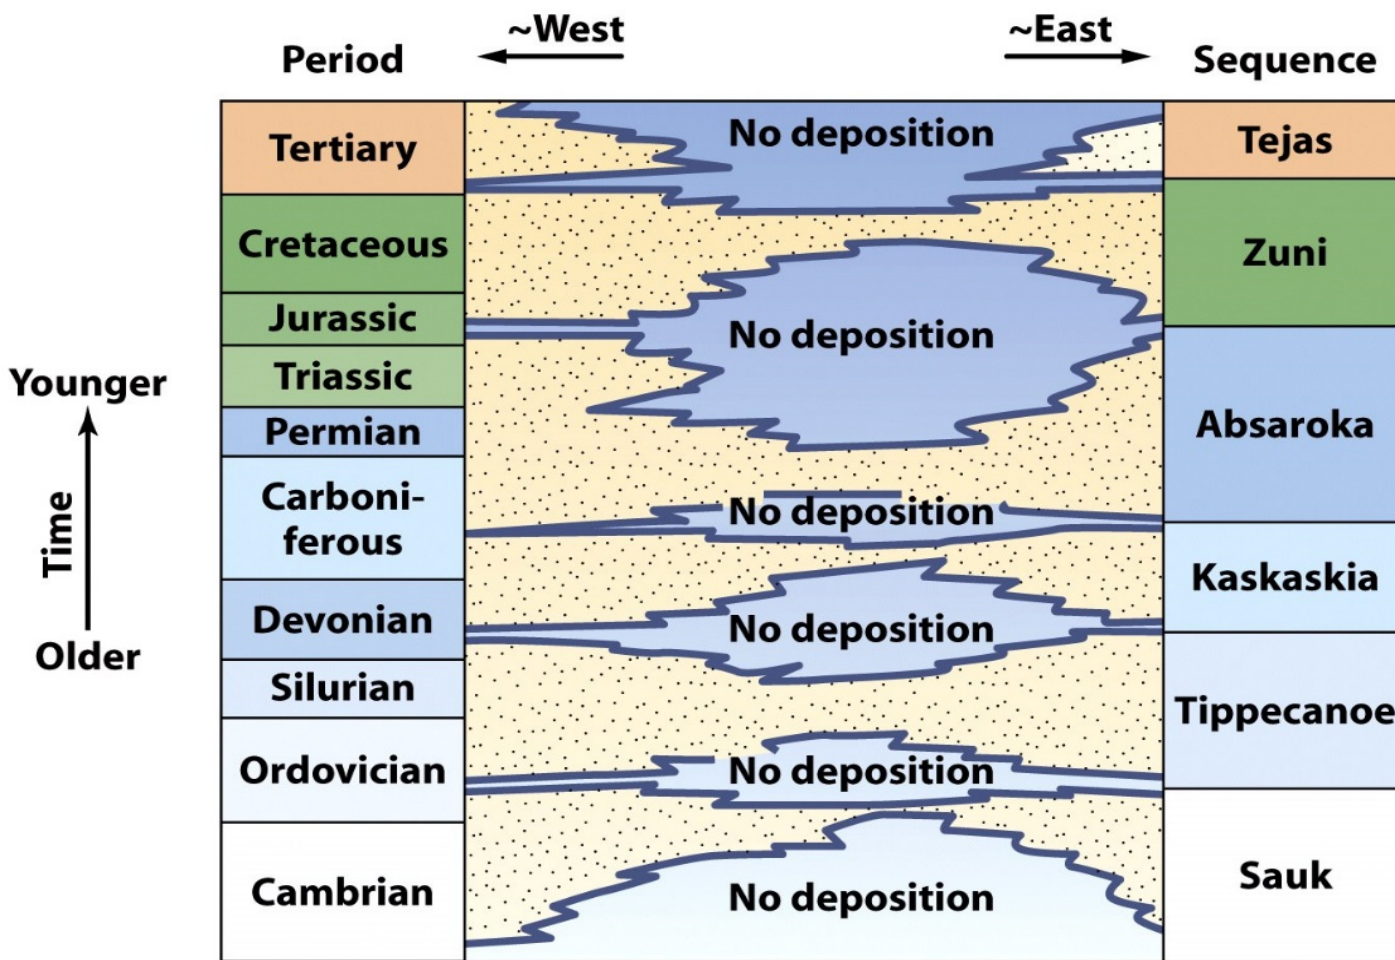 ~West
~East
Period
Sequence
Tertiary
No deposition
Tejas
Cretaceous
Zuni
Jurassic
No deposition
Triassic
Younger
Permian
Absaroka
Carboni-
ferous
No deposition
Time
Kaskaskia
Devonian
No deposition
Older
Silurian
Tippecanoe
Ordovician
No deposition
Cambrian
No deposition
Sauk